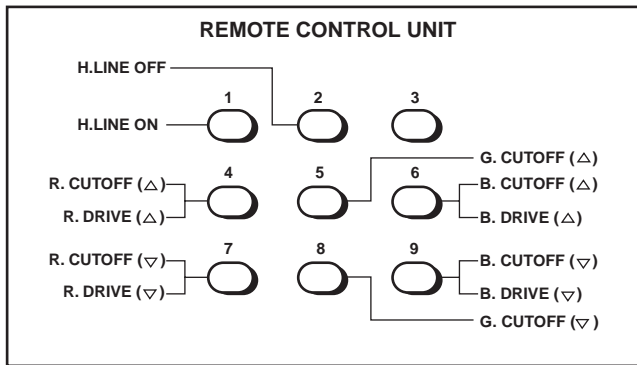 REMOTE CONTROL UNIT
H.LINE OFF
1 2 3
H.LINE ON
G. CUTOFF (△)
4 5 6
R. CUTOFF (△) B. CUTOFF (△)
R. DRIVE (△) B. DRIVE (△)
7 8 9
R. CUTOFF (▽) B. CUTOFF (▽)
R. DRIVE (▽) B. DRIVE (▽)
G. CUTOFF (▽)